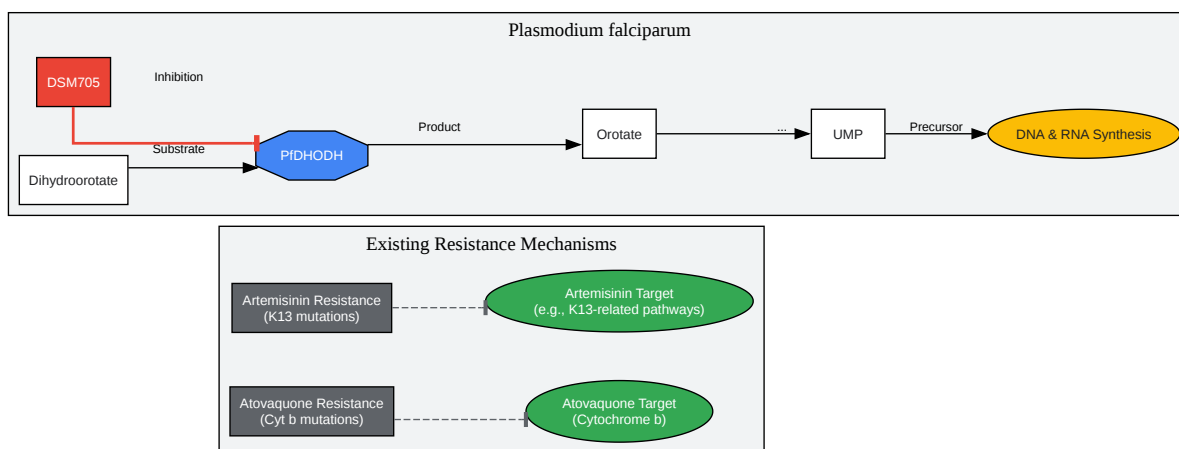 Plasmodium falciparum
DSM705
Inhibition
Substrate
Dihydroorotate
PfDHODH
Product
Orotate
...
UMP
Precursor
DNA & RNA Synthesis
Existing Resistance Mechanisms
Artemisinin Resistance
(K13 mutations)
Artemisinin Target
(e.g., K13-related pathways)
Atovaquone Resistance
(Cyt b mutations)
Atovaquone Target
(Cytochrome b)